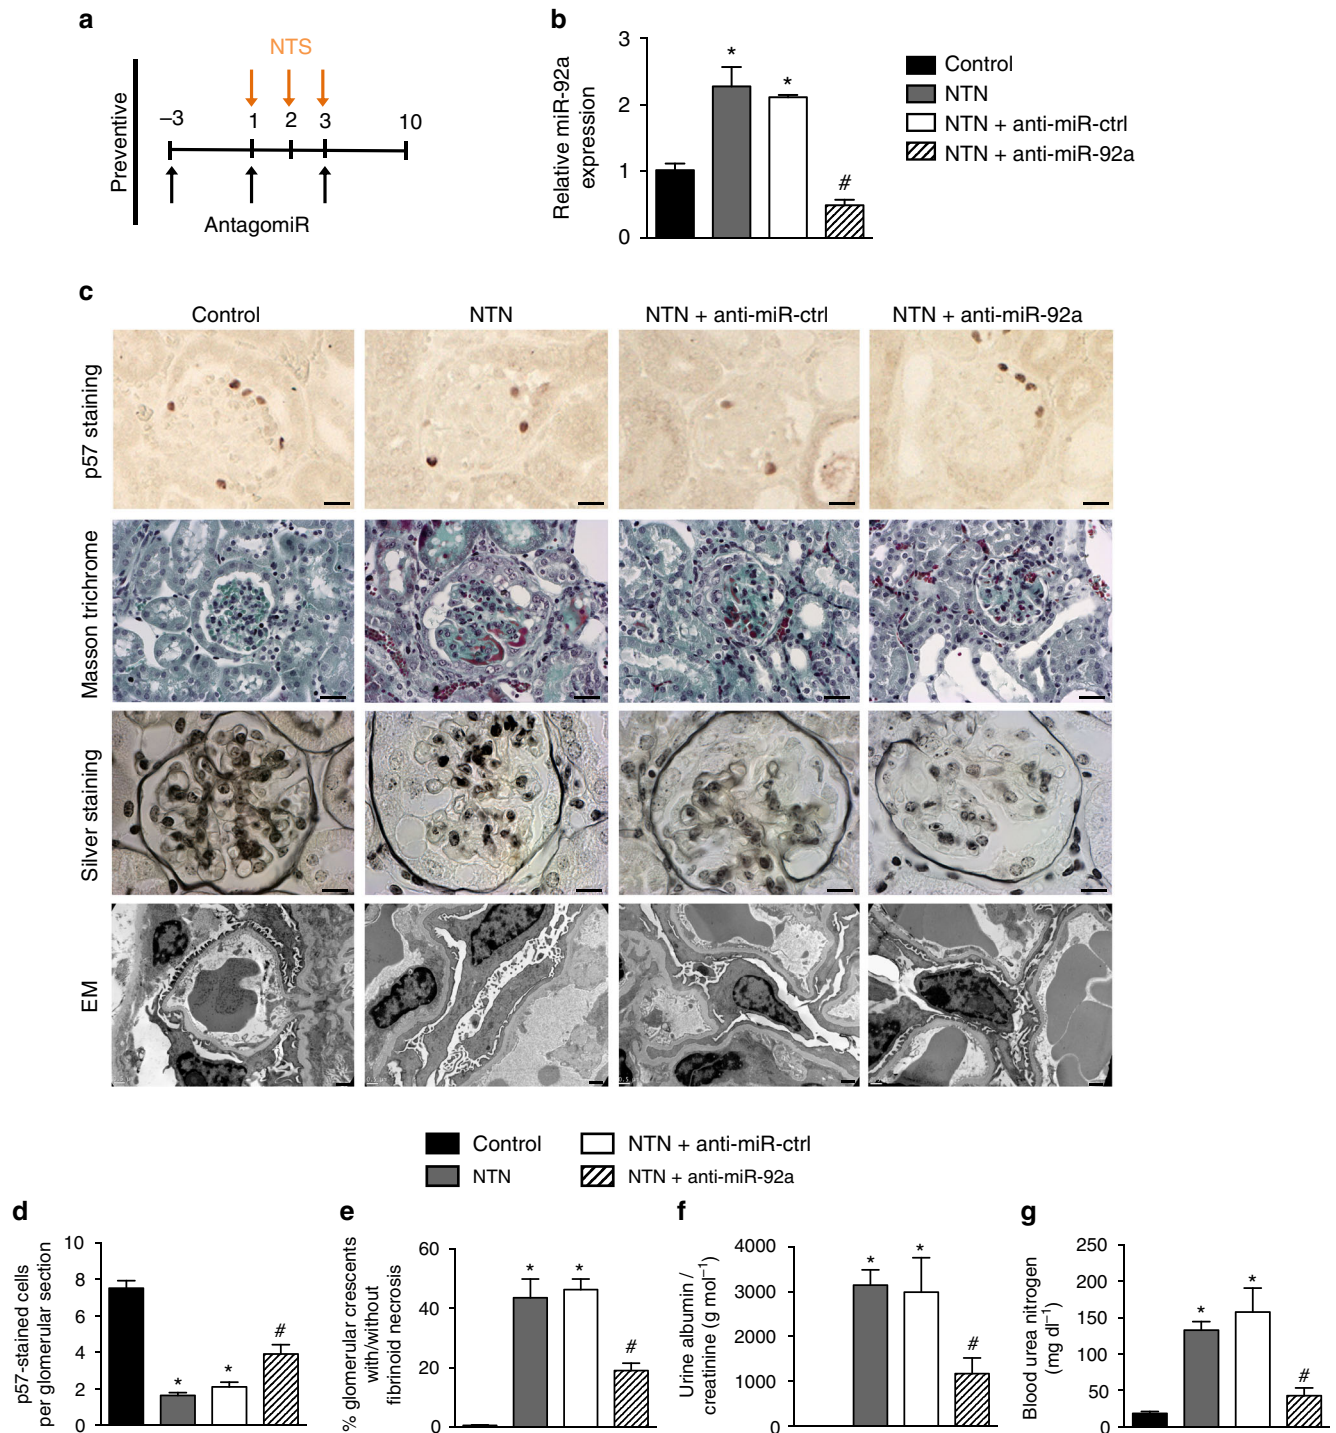 a
NTS
Preventive
–3
1
2
3
10
AntagomiR
b
Relative miR-92a
expression
3
2
1
0
*
*
#
Control
NTN
NTN + anti-miR-ctrl
NTN + anti-miR-92a
c
Control
NTN
NTN + anti-miR-ctrl
NTN + anti-miR-92a
p57 staining
Masson trichrome
Silver staining
EM
Control
NTN + anti-miR-ctrl
NTN
NTN + anti-miR-92a
d
p57-stained cells
per glomerular section
10
8
6
4
2
0
*
*
#
e
% glomerular crescents
with/without
fibrinoid necrosis
60
40
20
0
*
*
#
f
Urine albumin /
creatinine (g mol⁻¹)
4000
3000
2000
1000
0
*
*
#
g
Blood urea nitrogen
(mg dl⁻¹)
250
200
150
100
50
0
*
*
#